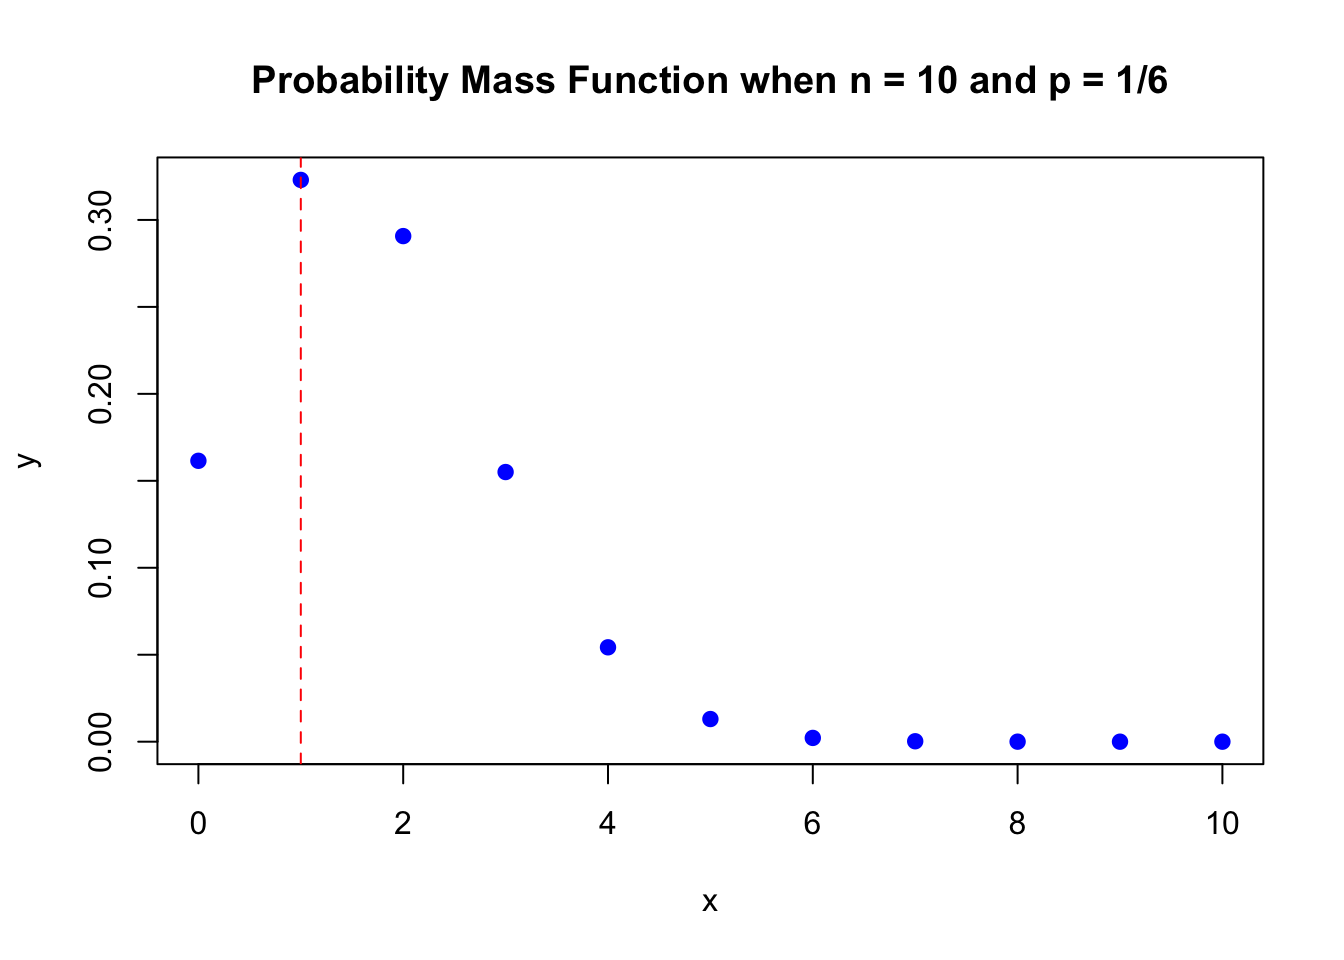 Probability Mass Function when n = 10 and p = 1/6
0.30
0.20
0.10
0.00
y
0 2 4 6 8 10
x